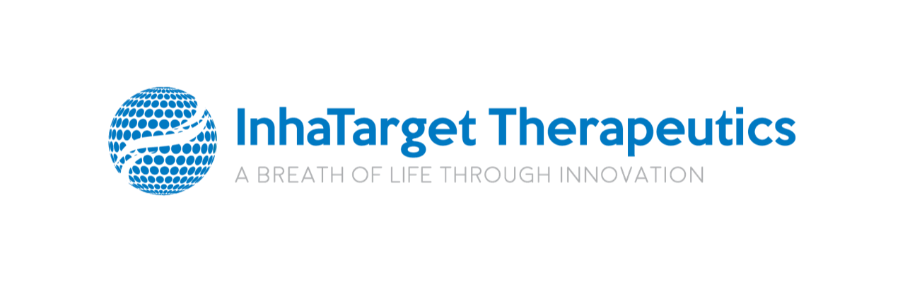 InhaTarget Therapeutics
A BREATH OF LIFE THROUGH INNOVATION